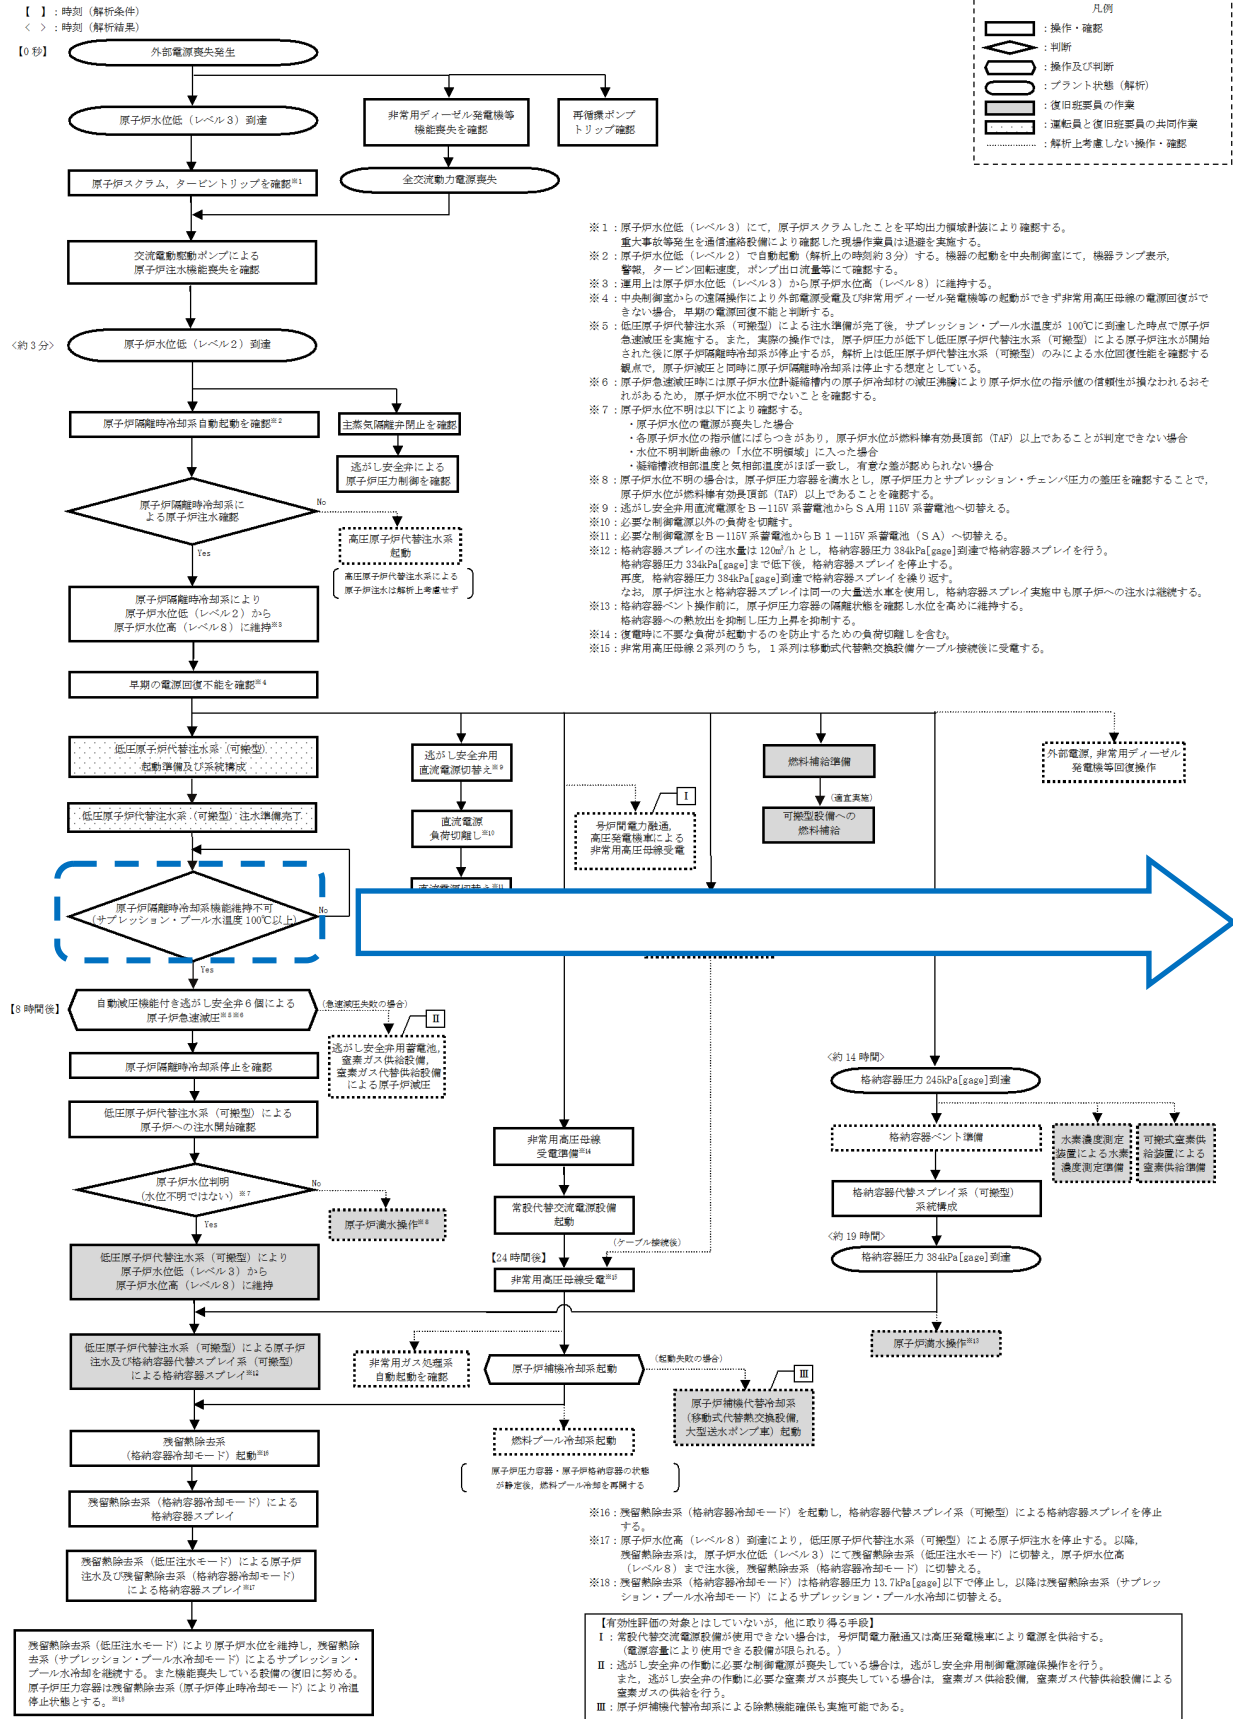 【　】：時刻（解析条件）
＜　＞：時刻（解析結果）
凡例
：操作・確認
：判断
：操作及び判断
：プラント状態（解析）
：復旧班要員の作業
：運転員と復旧班要員の共同作業
：解析上考慮しない操作・確認
【0秒】
外部電源喪失発生
原子炉水位低（レベル３）到達
非常用ディーゼル発電機等
機能喪失を確認
再循環ポンプ
トリップ確認
原子炉スクラム，タービントリップを確認※1
全交流動力電源喪失
交流電動駆動ポンプによる
原子炉注水機能喪失を確認
＜約３分＞
原子炉水位低（レベル２）到達
原子炉隔離時冷却系自動起動を確認※2
主蒸気隔離弁閉止を確認
逃がし安全弁による
原子炉圧力制御を確認
原子炉隔離時冷却系に
よる原子炉注水確認
No
Yes
高圧原子炉代替注水系
起動
高圧原子炉代替注水系による
原子炉注水は解析上考慮せず
原子炉隔離時冷却系により
原子炉水位低（レベル２）から
原子炉水位高（レベル８）に維持※3
早期の電源回復不能を確認※4
※１：原子炉水位低（レベル３）にて，原子炉スクラムしたことを平均出力領域計装により確認する。
重大事故等発生を通信連絡設備により確認した現場作業員は退避を実施する。
※２：原子炉水位低（レベル２）で自動起動（解析上の時刻約３分）する。機器の起動を中央制御室にて，機器ランプ表示，
警報，タービン回転速度，ポンプ出口流量等にて確認する。
※３：運用上は原子炉水位低（レベル３）から原子炉水位高（レベル８）に維持する。
※４：中央制御室からの遠隔操作により外部電源受電及び非常用ディーゼル発電機等の起動ができず非常用高圧母線の電源回復がで
きない場合，早期の電源回復不能と判断する。
※５：低圧原子炉代替注水系（可搬型）による注水準備が完了後，サプレッション・プール水温度が 100℃に到達した時点で原子炉
急速減圧を実施する。また，実際の操作では，原子炉圧力が低下し低圧原子炉代替注水系（可搬型）による原子炉注水が開始
された後に原子炉隔離時冷却系が停止するが，解析上は低圧原子炉代替注水系（可搬型）のみによる水位回復性能を確認する
観点で，原子炉減圧と同時に原子炉隔離時冷却系は停止する想定としている。
※６：原子炉急速減圧時には原子炉水位計凝縮槽内の原子炉冷却材の減圧沸騰により原子炉水位の指示値の信頼性が損なわれるおそ
れがあるため，原子炉水位不明でないことを確認する。
※７：原子炉水位不明は以下により確認する。
・原子炉水位の電源が喪失した場合
・各原子炉水位の指示値にばらつきがあり，原子炉水位が燃料棒有効長頂部（TAF）以上であることが判定できない場合
・水位不明判断曲線の「水位不明領域」に入った場合
・凝縮槽液相部温度と気相部温度がほぼ一致し，有意な差が認められない場合
※８：原子炉水位不明の場合は，原子炉圧力容器を満水とし，原子炉圧力とサプレッション・チェンバ圧力の差圧を確認することで，
原子炉水位が燃料棒有効長頂部（TAF）以上であることを確認する。
※９：逃がし安全弁用直流電源をＢ－115V 系蓄電池からＳＡ用 115V 系蓄電池へ切替える。
※10：必要な制御電源以外の負荷を切離す。
※11：必要な制御電源をＢ－115V 系蓄電池からＢ１－115V 系蓄電池（ＳＡ）へ切替える。
※12：格納容器スプレイの注水量は 120m³/h とし，格納容器圧力 384kPa[gage]到達で格納容器スプレイを行う。
格納容器圧力 334kPa[gage]まで低下後，格納容器スプレイを停止する。
再度，格納容器圧力 384kPa[gage]到達で格納容器スプレイを繰り返す。
なお，原子炉注水と格納容器スプレイは同一の大量送水車を使用し，格納容器スプレイ実施中も原子炉への注水は継続する。
※13：格納容器ベント操作前に，原子炉圧力容器の隔離状態を確認し水位を高めに維持する。
格納容器への熱放出を抑制し圧力上昇を抑制する。
※14：復電時に不要な負荷が起動するのを防止するための負荷切離しを含む。
※15：非常用高圧母線２系列のうち，１系列は移動式代替熱交換設備ケーブル接続後に受電する。
低圧原子炉代替注水系（可搬型）
起動準備及び系統構成
逃がし安全弁用
直流電源切替え※9
燃料補給準備
外部電源，非常用ディーゼル
発電機等回復操作
（適宜実施）
Ⅰ
低圧原子炉代替注水系（可搬型）注水準備完了
直流電源
負荷切離し※10
号炉間電力融通，
高圧発電機車による
非常用高圧母線受電
可搬型設備への
燃料補給
直流電源切替え※11
原子炉隔離時冷却系機能維持不可
（サプレッション・プール水温度 100℃以上）
No
Yes
【8時間後】
自動減圧機能付き逃がし安全弁６個による
原子炉急速減圧※5※6
（急速減圧失敗の場合）
Ⅱ
逃がし安全弁用蓄電池，
窒素ガス供給設備，
窒素ガス代替供給設備
による原子炉減圧
原子炉隔離時冷却系停止を確認
低圧原子炉代替注水系（可搬型）による
原子炉への注水開始確認
原子炉水位判明
（水位不明ではない）※7
No
Yes
原子炉満水操作※8
低圧原子炉代替注水系（可搬型）により
原子炉水位低（レベル３）から
原子炉水位高（レベル８）に維持
非常用高圧母線
受電準備※14
常設代替交流電源設備
起動
（ケーブル接続後）
【24時間後】
非常用高圧母線受電※15
＜約 14 時間＞
格納容器圧力 245kPa[gage]到達
格納容器ベント準備
水素濃度測定
装置による水素
濃度測定準備
可搬式窒素供
給装置による
窒素供給準備
格納容器代替スプレイ系（可搬型）
系統構成
＜約 19 時間＞
格納容器圧力 384kPa[gage]到達
原子炉満水操作※13
低圧原子炉代替注水系（可搬型）による原子炉
注水及び格納容器代替スプレイ系（可搬型）
による格納容器スプレイ※12
非常用ガス処理系
自動起動を確認
原子炉補機冷却系起動
（起動失敗の場合）
Ⅲ
原子炉補機代替冷却系
（移動式代替熱交換設備，
大型送水ポンプ車）起動
残留熱除去系
（格納容器冷却モード）起動※16
燃料プール冷却系起動
原子炉圧力容器・原子炉格納容器の状態
が静定後，燃料プール冷却を再開する
残留熱除去系（格納容器冷却モード）による
格納容器スプレイ
残留熱除去系（低圧注水モード）による原子炉
注水及び残留熱除去系（格納容器冷却モード）
による格納容器スプレイ※17
残留熱除去系（低圧注水モード）により原子炉水位を維持し，残留熱除
去系（サプレッション・プール水冷却モード）によるサプレッション・
プール水冷却を継続する。また機能喪失している設備の復旧に努める。
原子炉圧力容器は残留熱除去系（原子炉停止時冷却モード）により冷温
停止状態とする。※18
※16：残留熱除去系（格納容器冷却モード）を起動し，格納容器代替スプレイ系（可搬型）による格納容器スプレイを停止
する。
※17：原子炉水位高（レベル８）到達により，低圧原子炉代替注水系（可搬型）による原子炉注水を停止する。以降，
残留熱除去系は，原子炉水位低（レベル３）にて残留熱除去系（低圧注水モード）に切替え，原子炉水位高
（レベル８）まで注水後，残留熱除去系（格納容器冷却モード）に切替える。
※18：残留熱除去系（格納容器冷却モード）は格納容器圧力 13.7kPa[gage]以下で停止し，以降は残留熱除去系（サプレッ
ション・プール水冷却モード）によるサプレッション・プール水冷却に切替える。
【有効性評価の対象とはしていないが，他に取り得る手段】
Ⅰ：常設代替交流電源設備が使用できない場合は，号炉間電力融通又は高圧発電機車により電源を供給する。
（電源容量により使用できる設備が限られる。）
Ⅱ：逃がし安全弁の作動に必要な制御電源が喪失している場合は，逃がし安全弁用制御電源確保操作を行う。
また，逃がし安全弁の作動に必要な窒素ガスが喪失している場合は，窒素ガス供給設備，窒素ガス代替供給設備による
窒素ガスの供給を行う。
Ⅲ：原子炉補機代替冷却系による除熱機能確保も実施可能である。